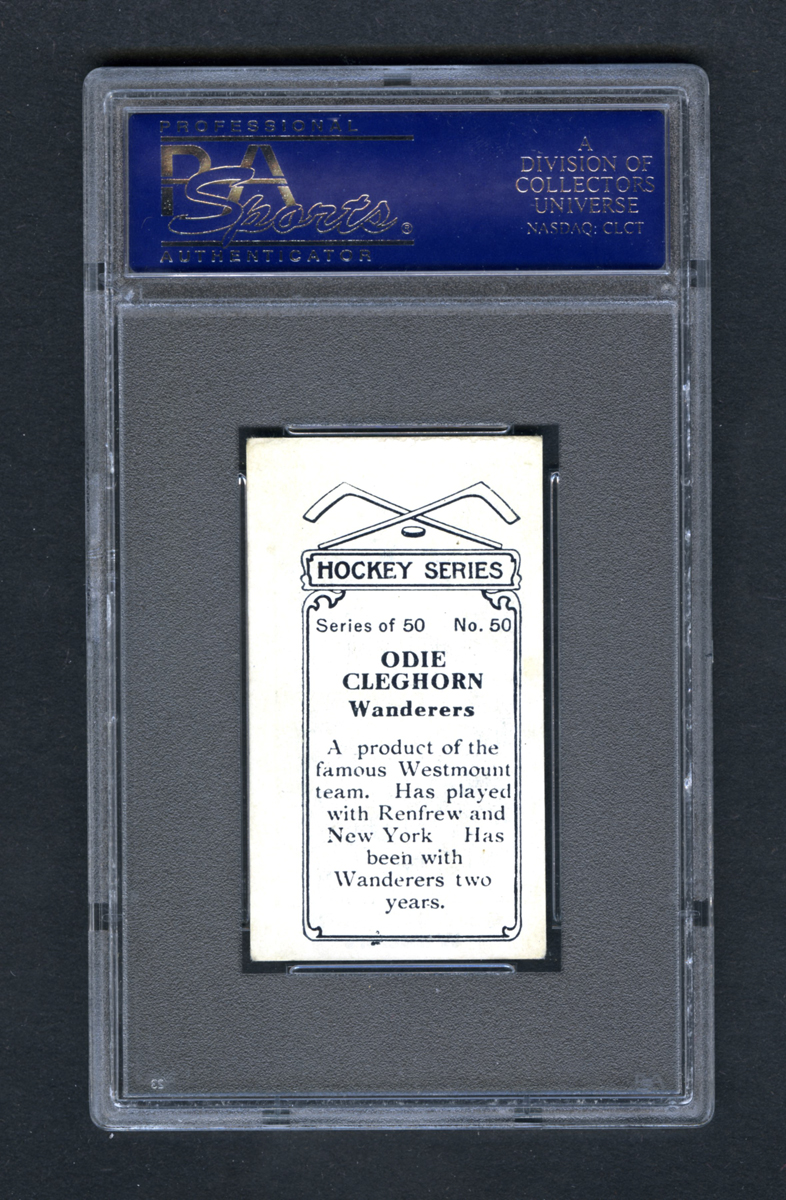 PROFESSIONAL
PSA
Sports®
AUTHENTICATOR
A
DIVISION OF
COLLECTORS
UNIVERSE
NASDAQ: CLCT
HOCKEY SERIES
Series of 50 No. 50
ODIE
CLEGHORN
Wanderers
A product of the
famous Westmount
team. Has played
with Renfrew and
New York Has
been with
Wanderers two
years.
23